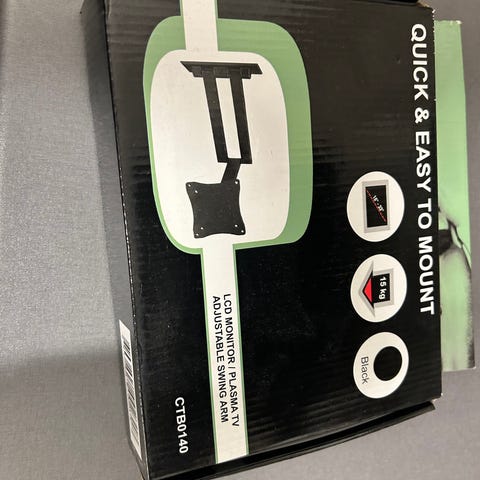 QUICK & EASY TO MOUNT
15 kg
Black
LCD MONITOR / PLASMA TV
ADJUSTABLE SWING ARM
CTB0140